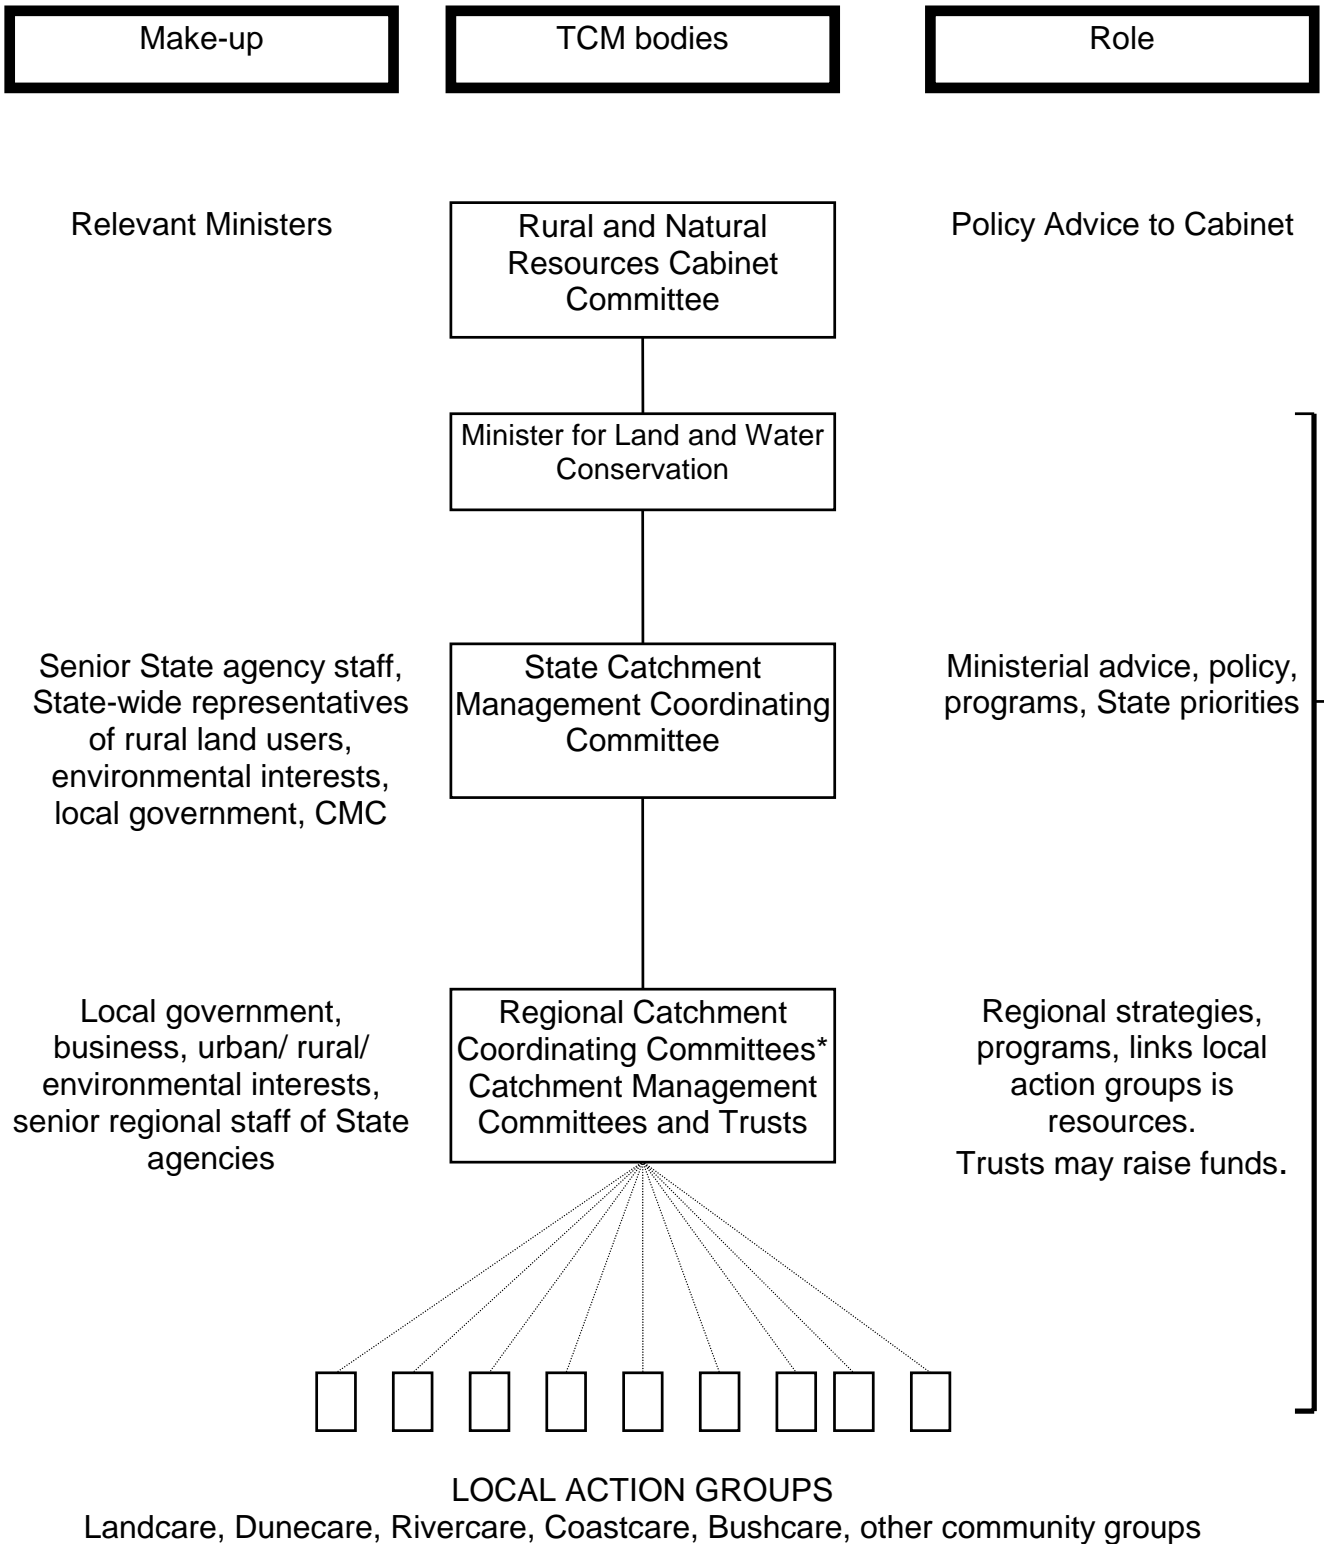 Make-up
TCM bodies
Role
Relevant Ministers
Rural and Natural
Resources Cabinet
Committee
Policy Advice to Cabinet
Minister for Land and Water
Conservation
Senior State agency staff,
State-wide representatives
of rural land users,
environmental interests,
local government, CMC
State Catchment
Management Coordinating
Committee
Ministerial advice, policy,
programs, State priorities
Local government,
business, urban/ rural/
environmental interests,
senior regional staff of State
agencies
Regional Catchment
Coordinating Committees*
Catchment Management
Committees and Trusts
Regional strategies,
programs, links local
action groups is
resources.
Trusts may raise funds.
LOCAL ACTION GROUPS
Landcare, Dunecare, Rivercare, Coastcare, Bushcare, other community groups